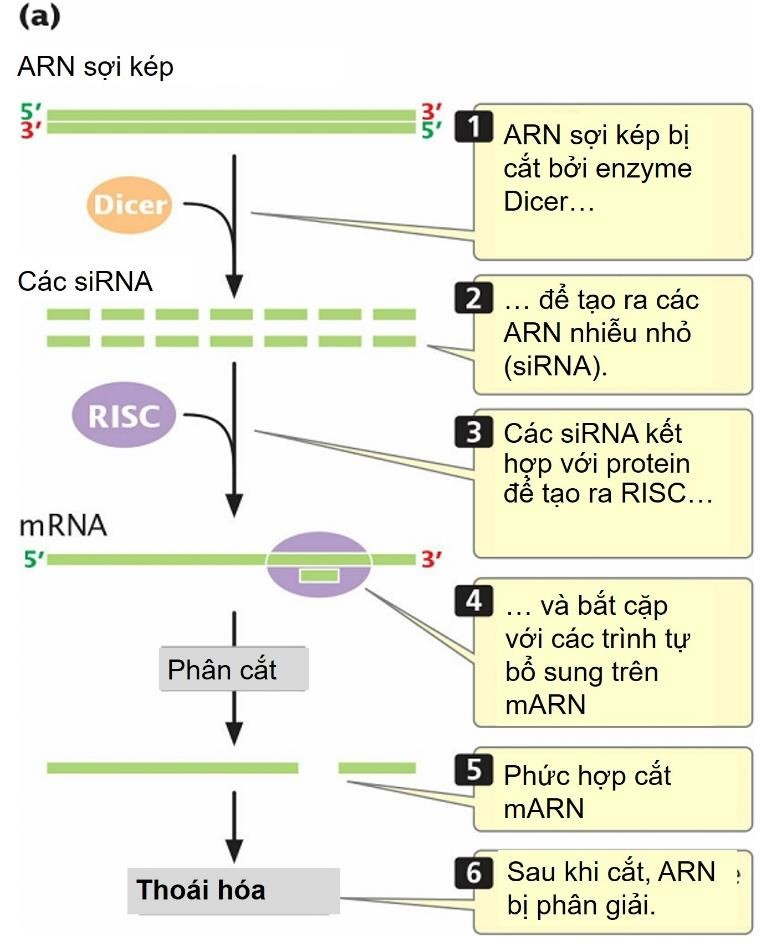 (a)
ARN sợi kép
5’ 3’
3’ 5’
1 ARN sợi kép bị
cắt bởi enzyme
Dicer…
Dicer
Các siRNA
2 … để tạo ra các
ARN nhiễu nhỏ
(siRNA).
RISC
3 Các siRNA kết
hợp với protein
để tạo ra RISC…
mRNA
5’ 3’
4 … và bắt cặp
với các trình tự
bổ sung trên
mARN
Phân cắt
5 Phức hợp cắt
mARN
Thoái hóa
6 Sau khi cắt, ARN
bị phân giải.